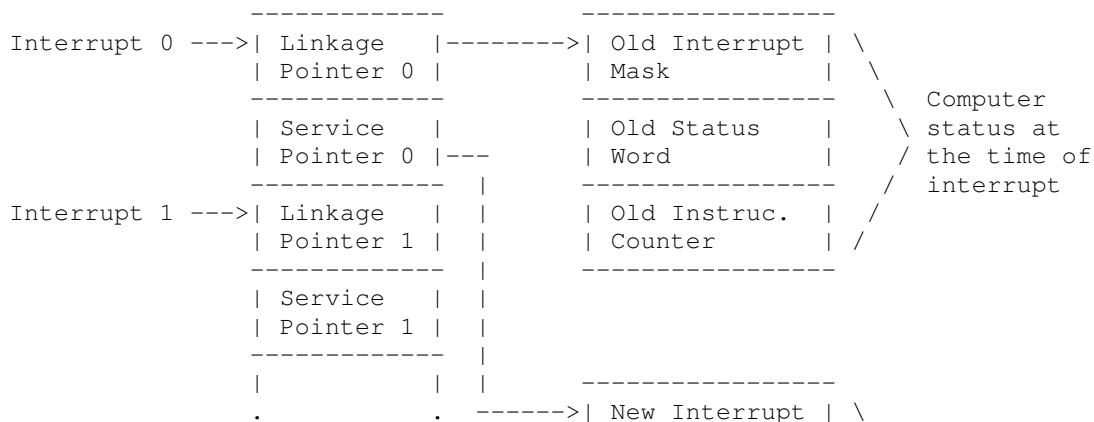 -------------         -----------------
Interrupt 0 --->| Linkage   |-------->| Old Interrupt | \
              | Pointer 0 |         | Mask          |  \
              -------------         -----------------   \  Computer
              | Service   |         | Old Status    |    \ status at
              | Pointer 0 |---      | Word          |    / the time of
              -------------  |      -----------------   /  interrupt
Interrupt 1 --->| Linkage   |  |      | Old Instruc.  |  /
              | Pointer 1 |  |      | Counter       | /
              -------------  |      -----------------
              | Service   |  |
              | Pointer 1 |  |
              -------------  |
              |           |  |      -----------------
              .           .  ------>| New Interrupt | \